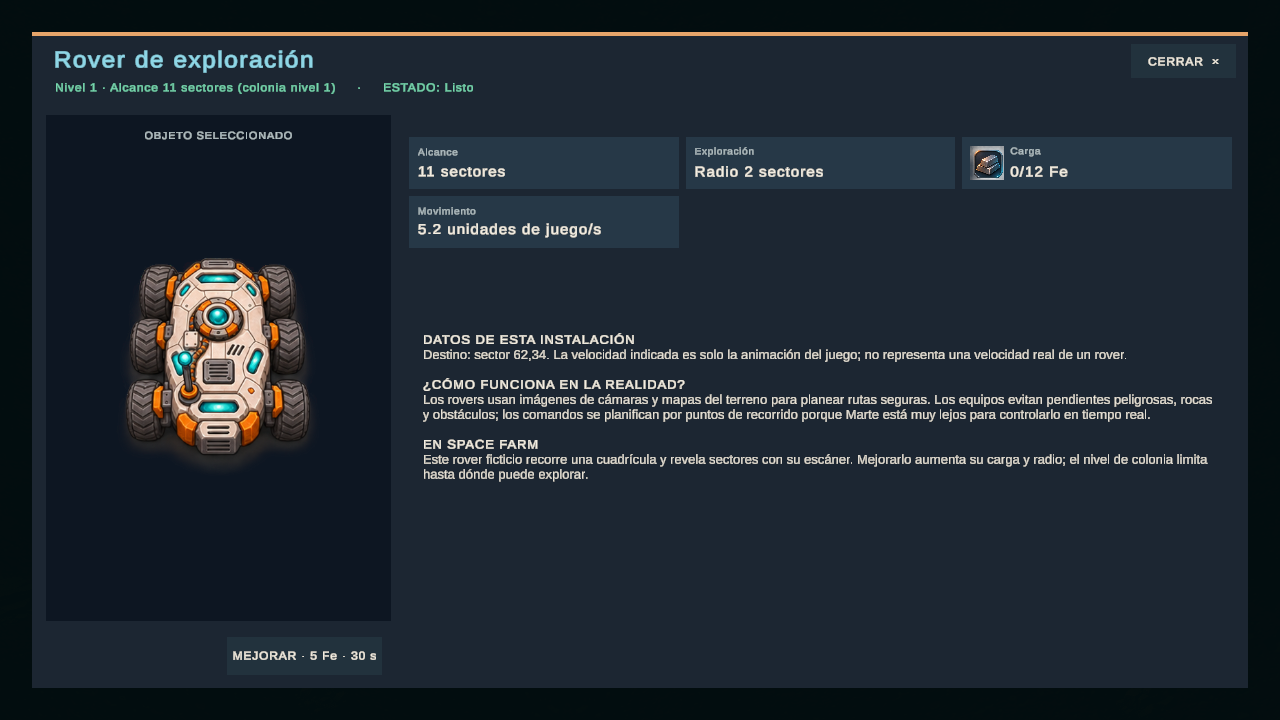 Rover de exploración
CERRAR ×
Nivel 1 · Alcance 11 sectores (colonia nivel 1) · ESTADO: Listo
OBJETO SELECCIONADO
Alcance
11 sectores
Exploración
Radio 2 sectores
Carga
0/12 Fe
Movimiento
5.2 unidades de juego/s
DATOS DE ESTA INSTALACIÓN
Destino: sector 62,34. La velocidad indicada es solo la animación del juego; no representa una velocidad real de un rover.
¿CÓMO FUNCIONA EN LA REALIDAD?
Los rovers usan imágenes de cámaras y mapas del terreno para planear rutas seguras. Los equipos evitan pendientes peligrosas, rocas
y obstáculos; los comandos se planifican por puntos de recorrido porque Marte está muy lejos para controlarlo en tiempo real.
EN SPACE FARM
Este rover ficticio recorre una cuadrícula y revela sectores con su escáner. Mejorarlo aumenta su carga y radio; el nivel de colonia limita
hasta dónde puede explorar.
MEJORAR · 5 Fe · 30 s